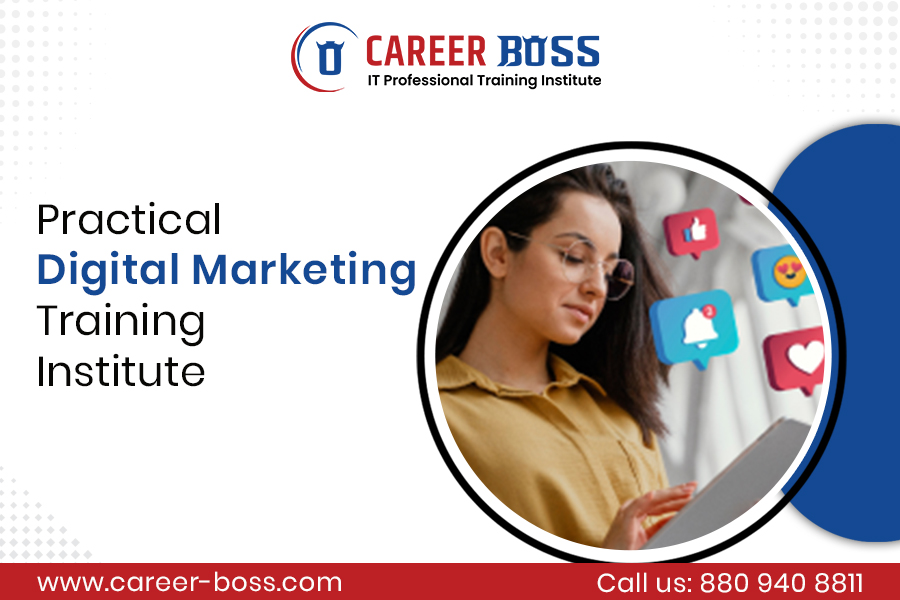 CAREER BOSS
IT Professional Training Institute
Practical
Digital Marketing
Training
Institute
2
www.career-boss.com
Call us: 880 940 8811